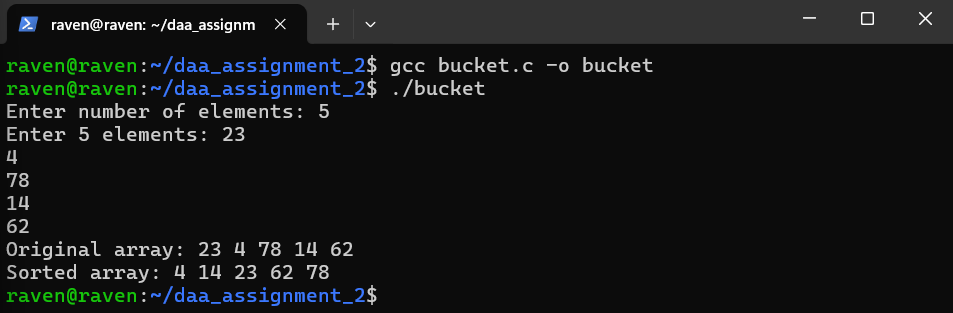 raven@raven: ~/daa_assignm
raven@raven:~/daa_assignment_2$ gcc bucket.c -o bucket
raven@raven:~/daa_assignment_2$ ./bucket
Enter number of elements: 5
Enter 5 elements: 23
4
78
14
62
Original array: 23 4 78 14 62
Sorted array: 4 14 23 62 78
raven@raven:~/daa_assignment_2$